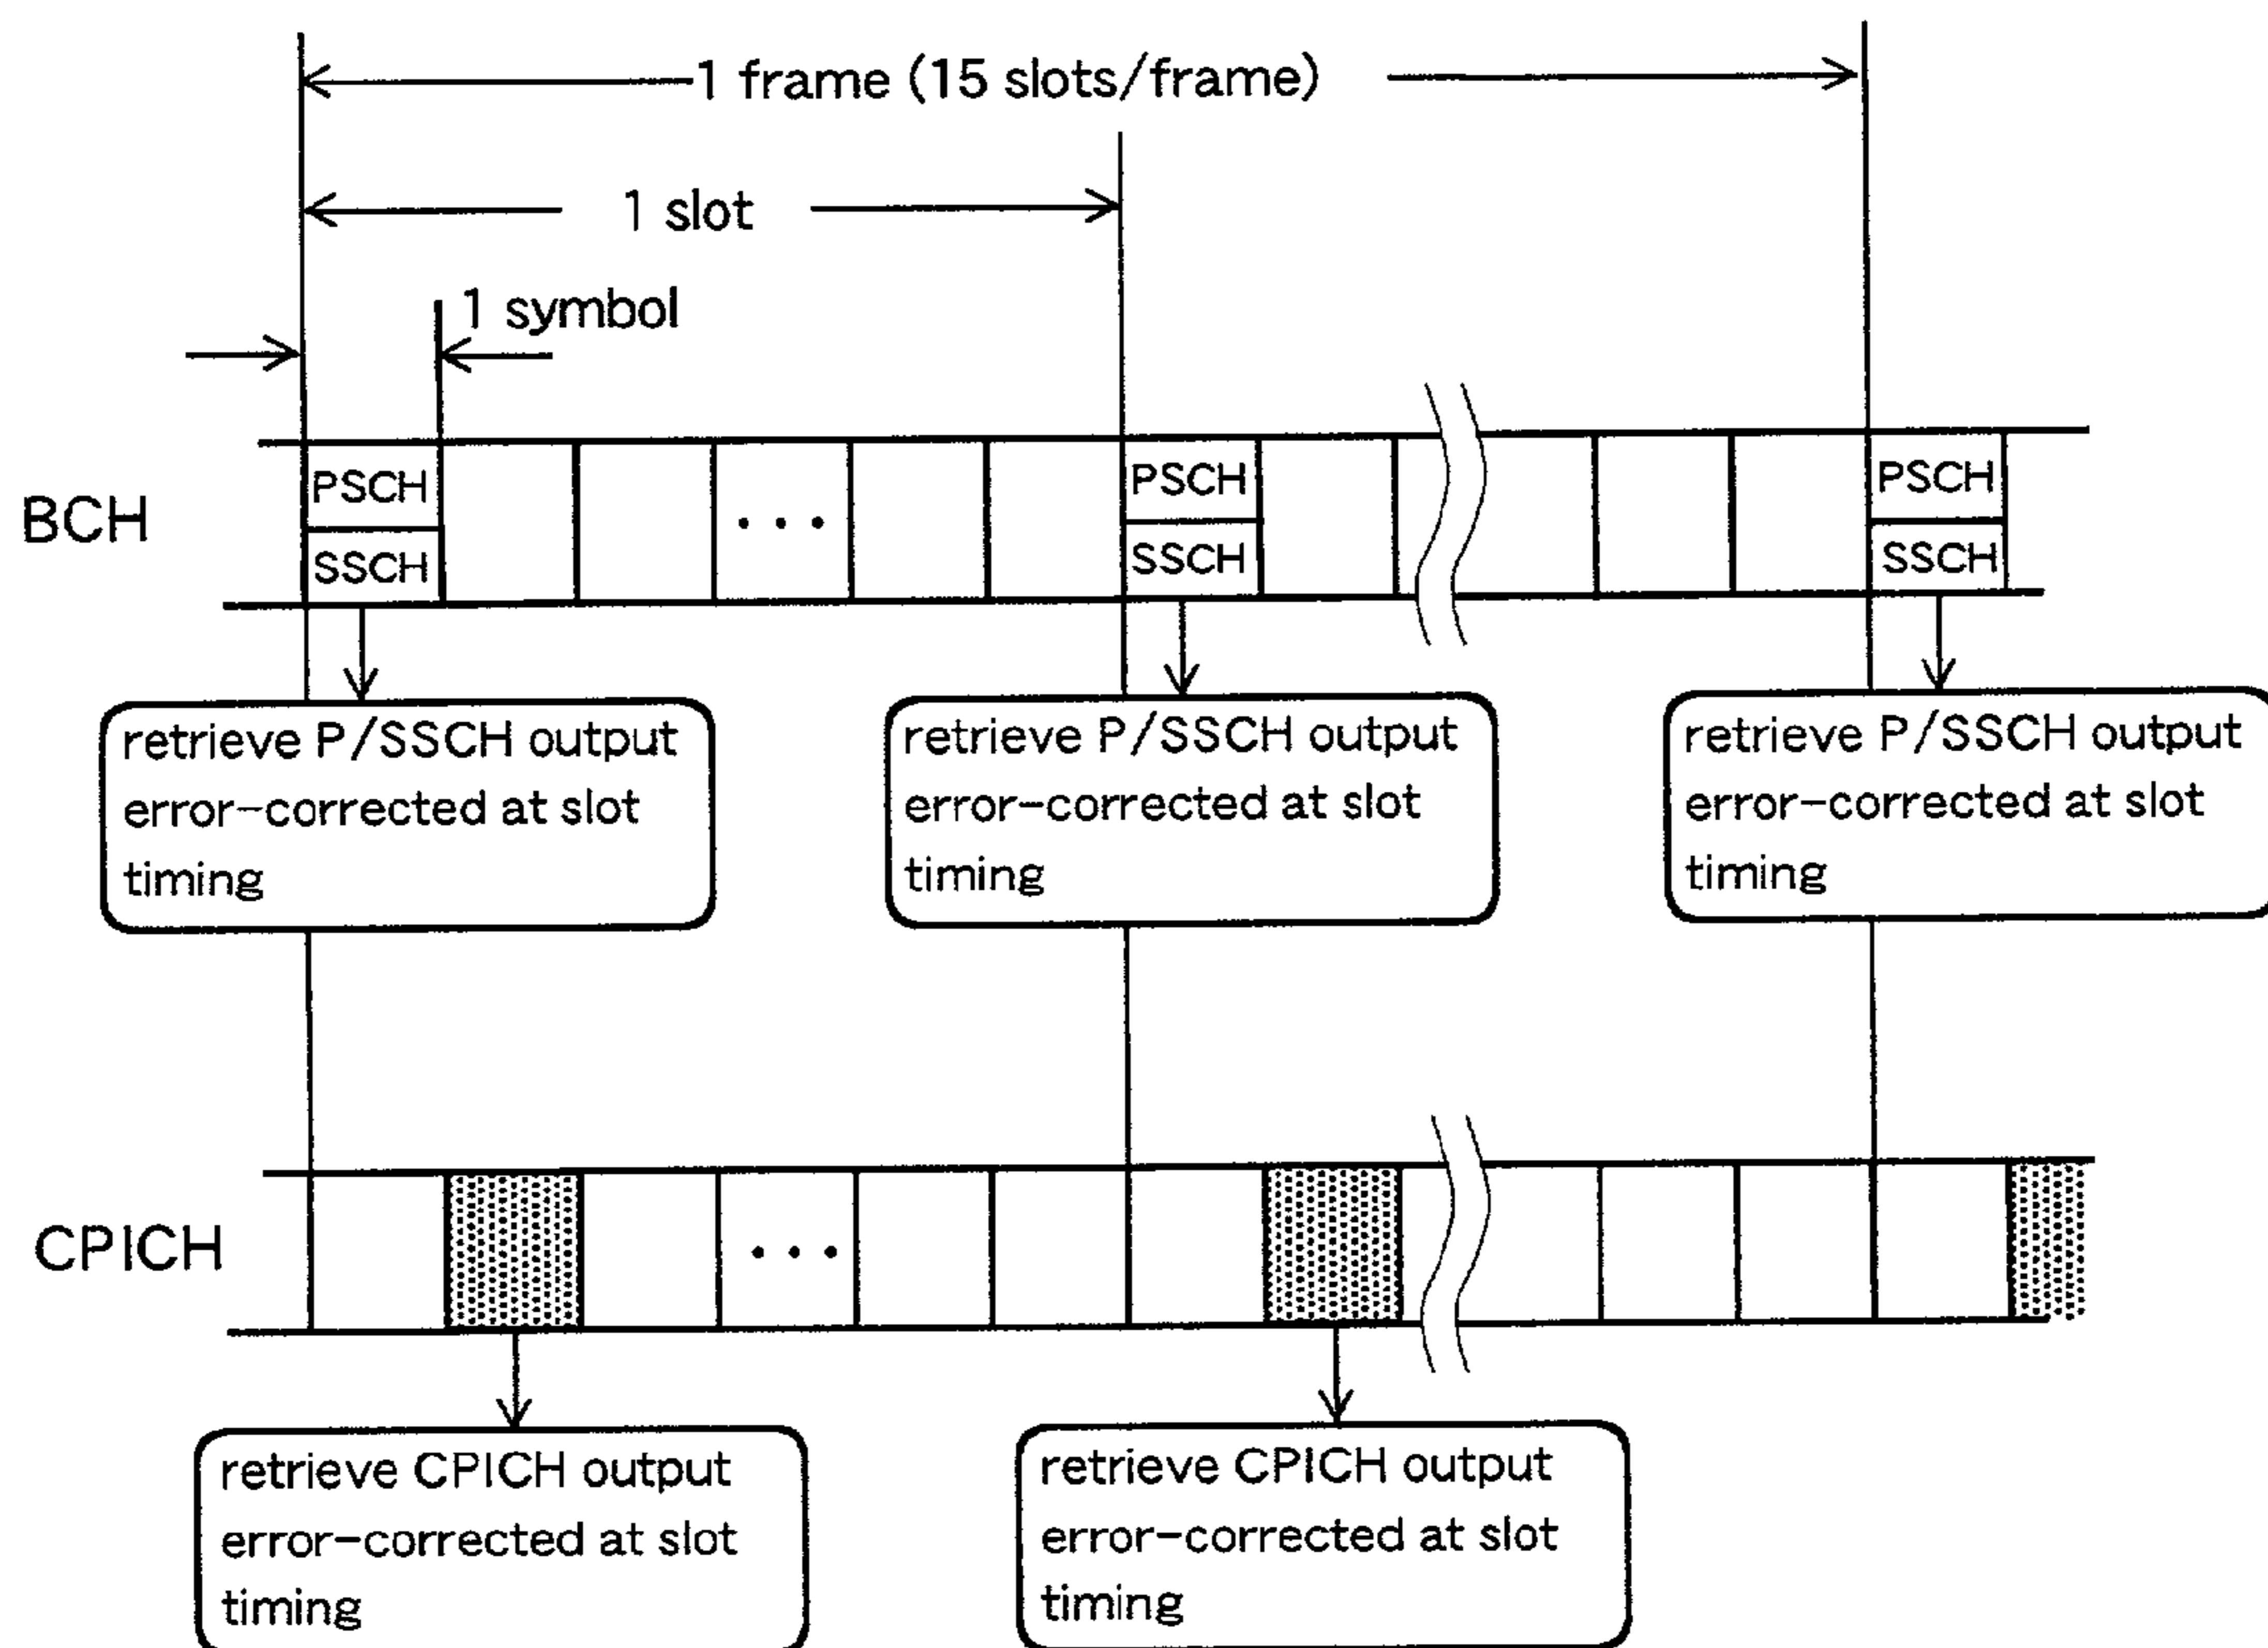 1 frame (15 slots/frame)
1 slot
1 symbol
BCH
PSCH
SSCH
...
PSCH
SSCH
PSCH
SSCH
retrieve P/SSCH output
error-corrected at slot
timing
retrieve P/SSCH output
error-corrected at slot
timing
retrieve P/SSCH output
error-corrected at slot
timing
CPICH
...
retrieve CPICH output
error-corrected at slot
timing
retrieve CPICH output
error-corrected at slot
timing